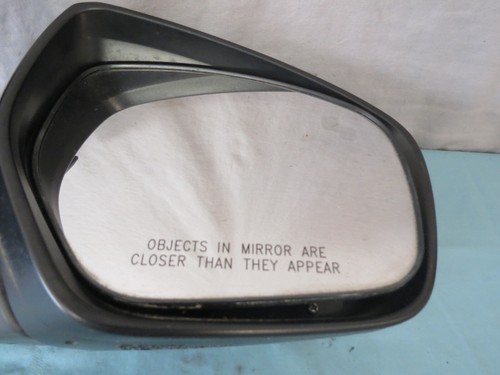 OBJECTS IN MIRROR ARE
CLOSER THAN THEY APPEAR